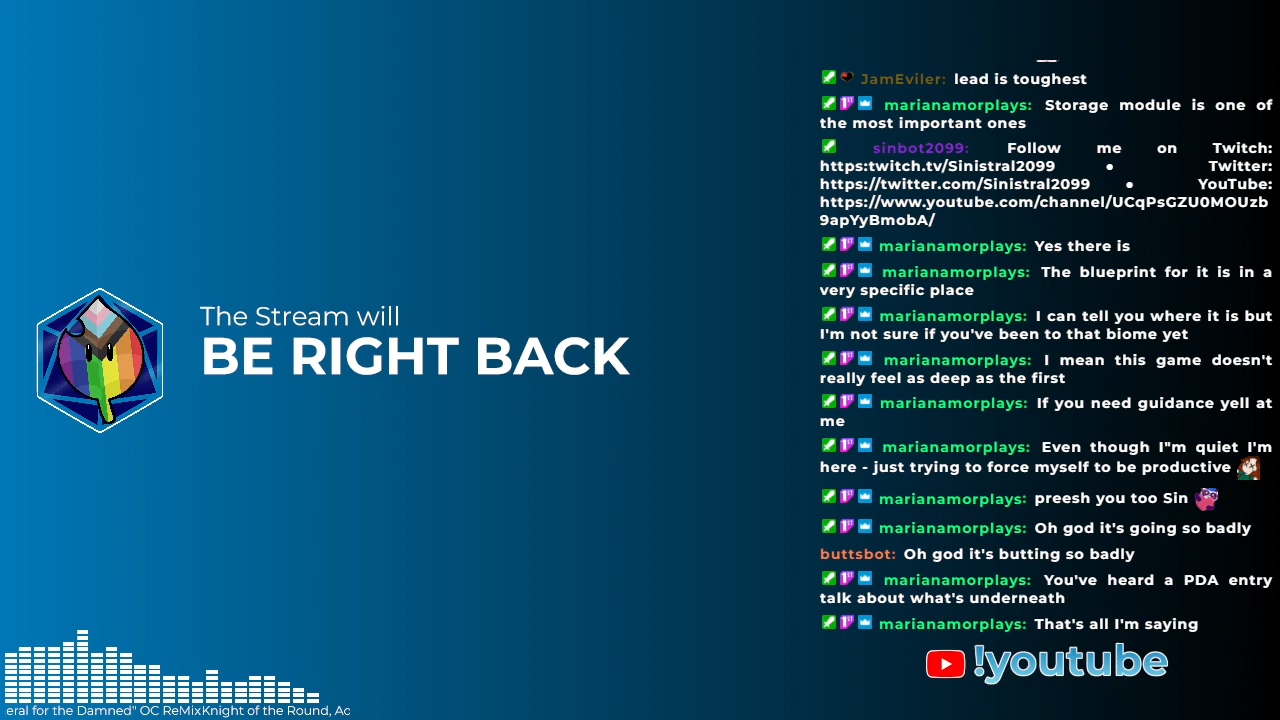 The Stream will
BE RIGHT BACK
JamEviler: lead is toughest
marianamorplays: Storage module is one of
the most important ones
sinbot2099: Follow me on Twitch:
https:twitch.tv/Sinistral2099 ● Twitter:
https://twitter.com/Sinistral2099 ● YouTube:
https://www.youtube.com/channel/UCqPsGZU0MOUzb
9apYyBmobA/
marianamorplays: Yes there is
marianamorplays: The blueprint for it is in a
very specific place
marianamorplays: I can tell you where it is but
I'm not sure if you've been to that biome yet
marianamorplays: I mean this game doesn't
really feel as deep as the first
marianamorplays: If you need guidance yell at
me
marianamorplays: Even though I"m quiet I'm
here - just trying to force myself to be productive
marianamorplays: preesh you too Sin
marianamorplays: Oh god it's going so badly
buttsbot: Oh god it's butting so badly
marianamorplays: You've heard a PDA entry
talk about what's underneath
marianamorplays: That's all I'm saying
!youtube
eral for the Damned" OC ReMixKnight of the Round, Ac